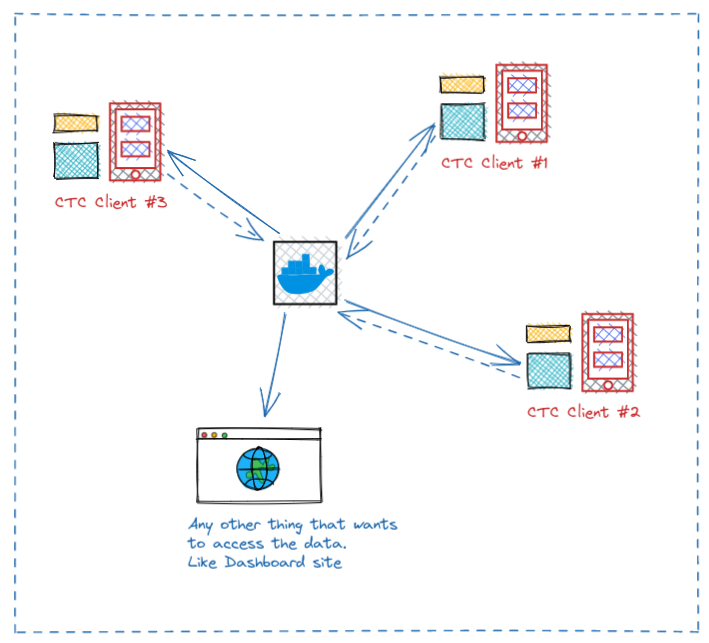 CTC Client #1
CTC Client #3
CTC Client #2
Any other thing that wants
to access the data.
Like Dashboard site